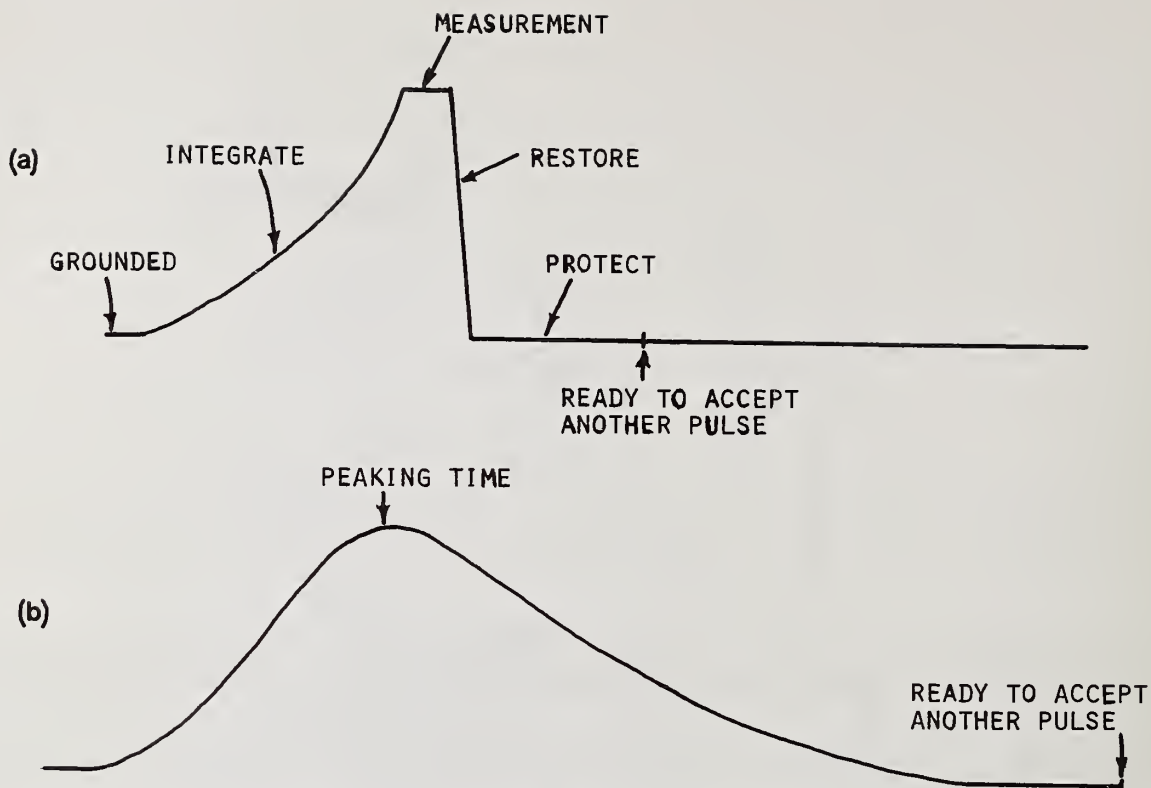 MEASUREMENT
(a)
INTEGRATE
RESTORE
GROUNDED
PROTECT
READY TO ACCEPT
ANOTHER PULSE
PEAKING TIME
(b)
READY TO ACCEPT
ANOTHER PULSE